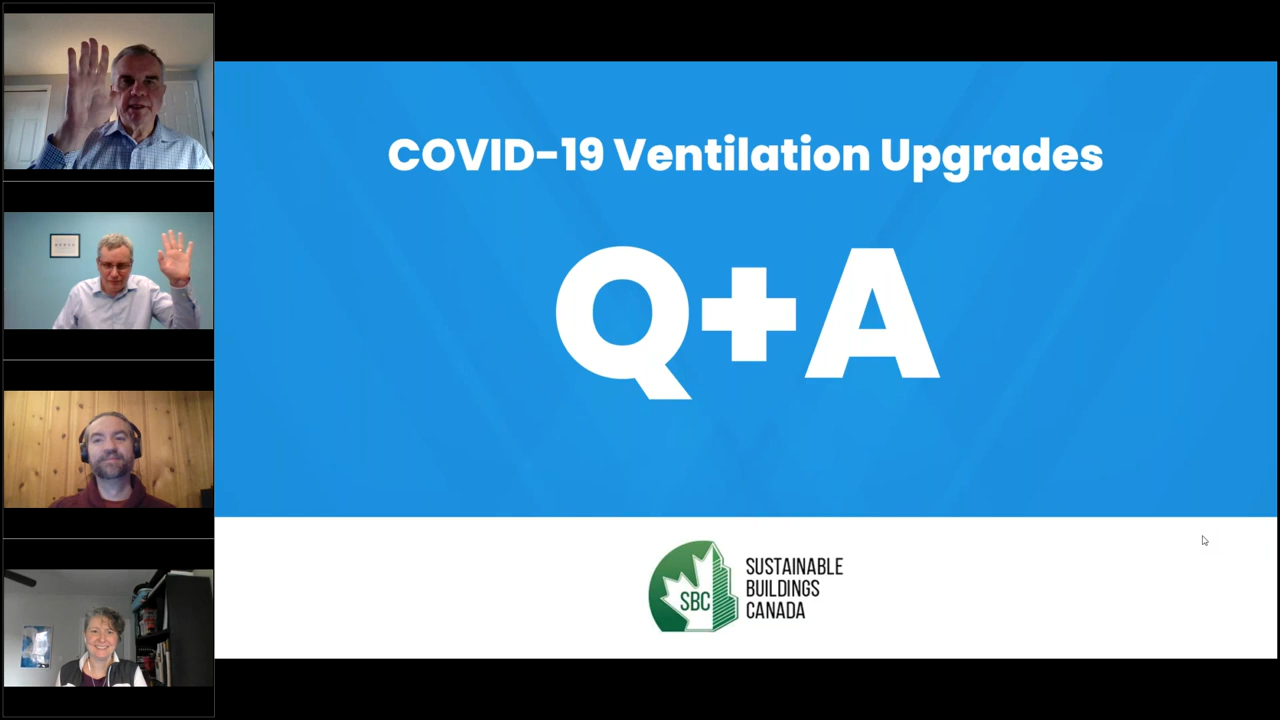 COVID-19 Ventilation Upgrades
Q+A
SBC
SUSTAINABLE
BUILDINGS
CANADA